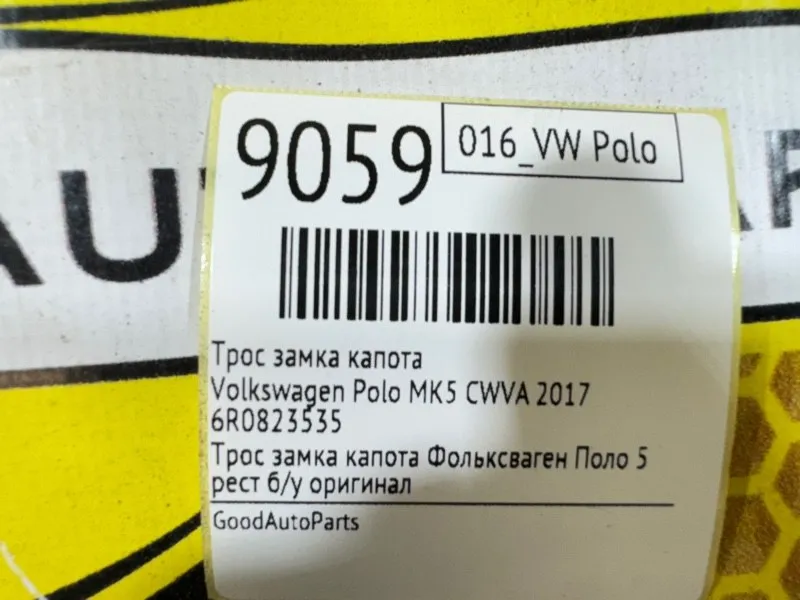 9059
016_VW Polo
Трос замка капота
Volkswagen Polo MK5 CWVA 2017
6R0823535
Трос замка капота Фольксваген Поло 5
рест б/у оригинал
GoodAutoParts
AU